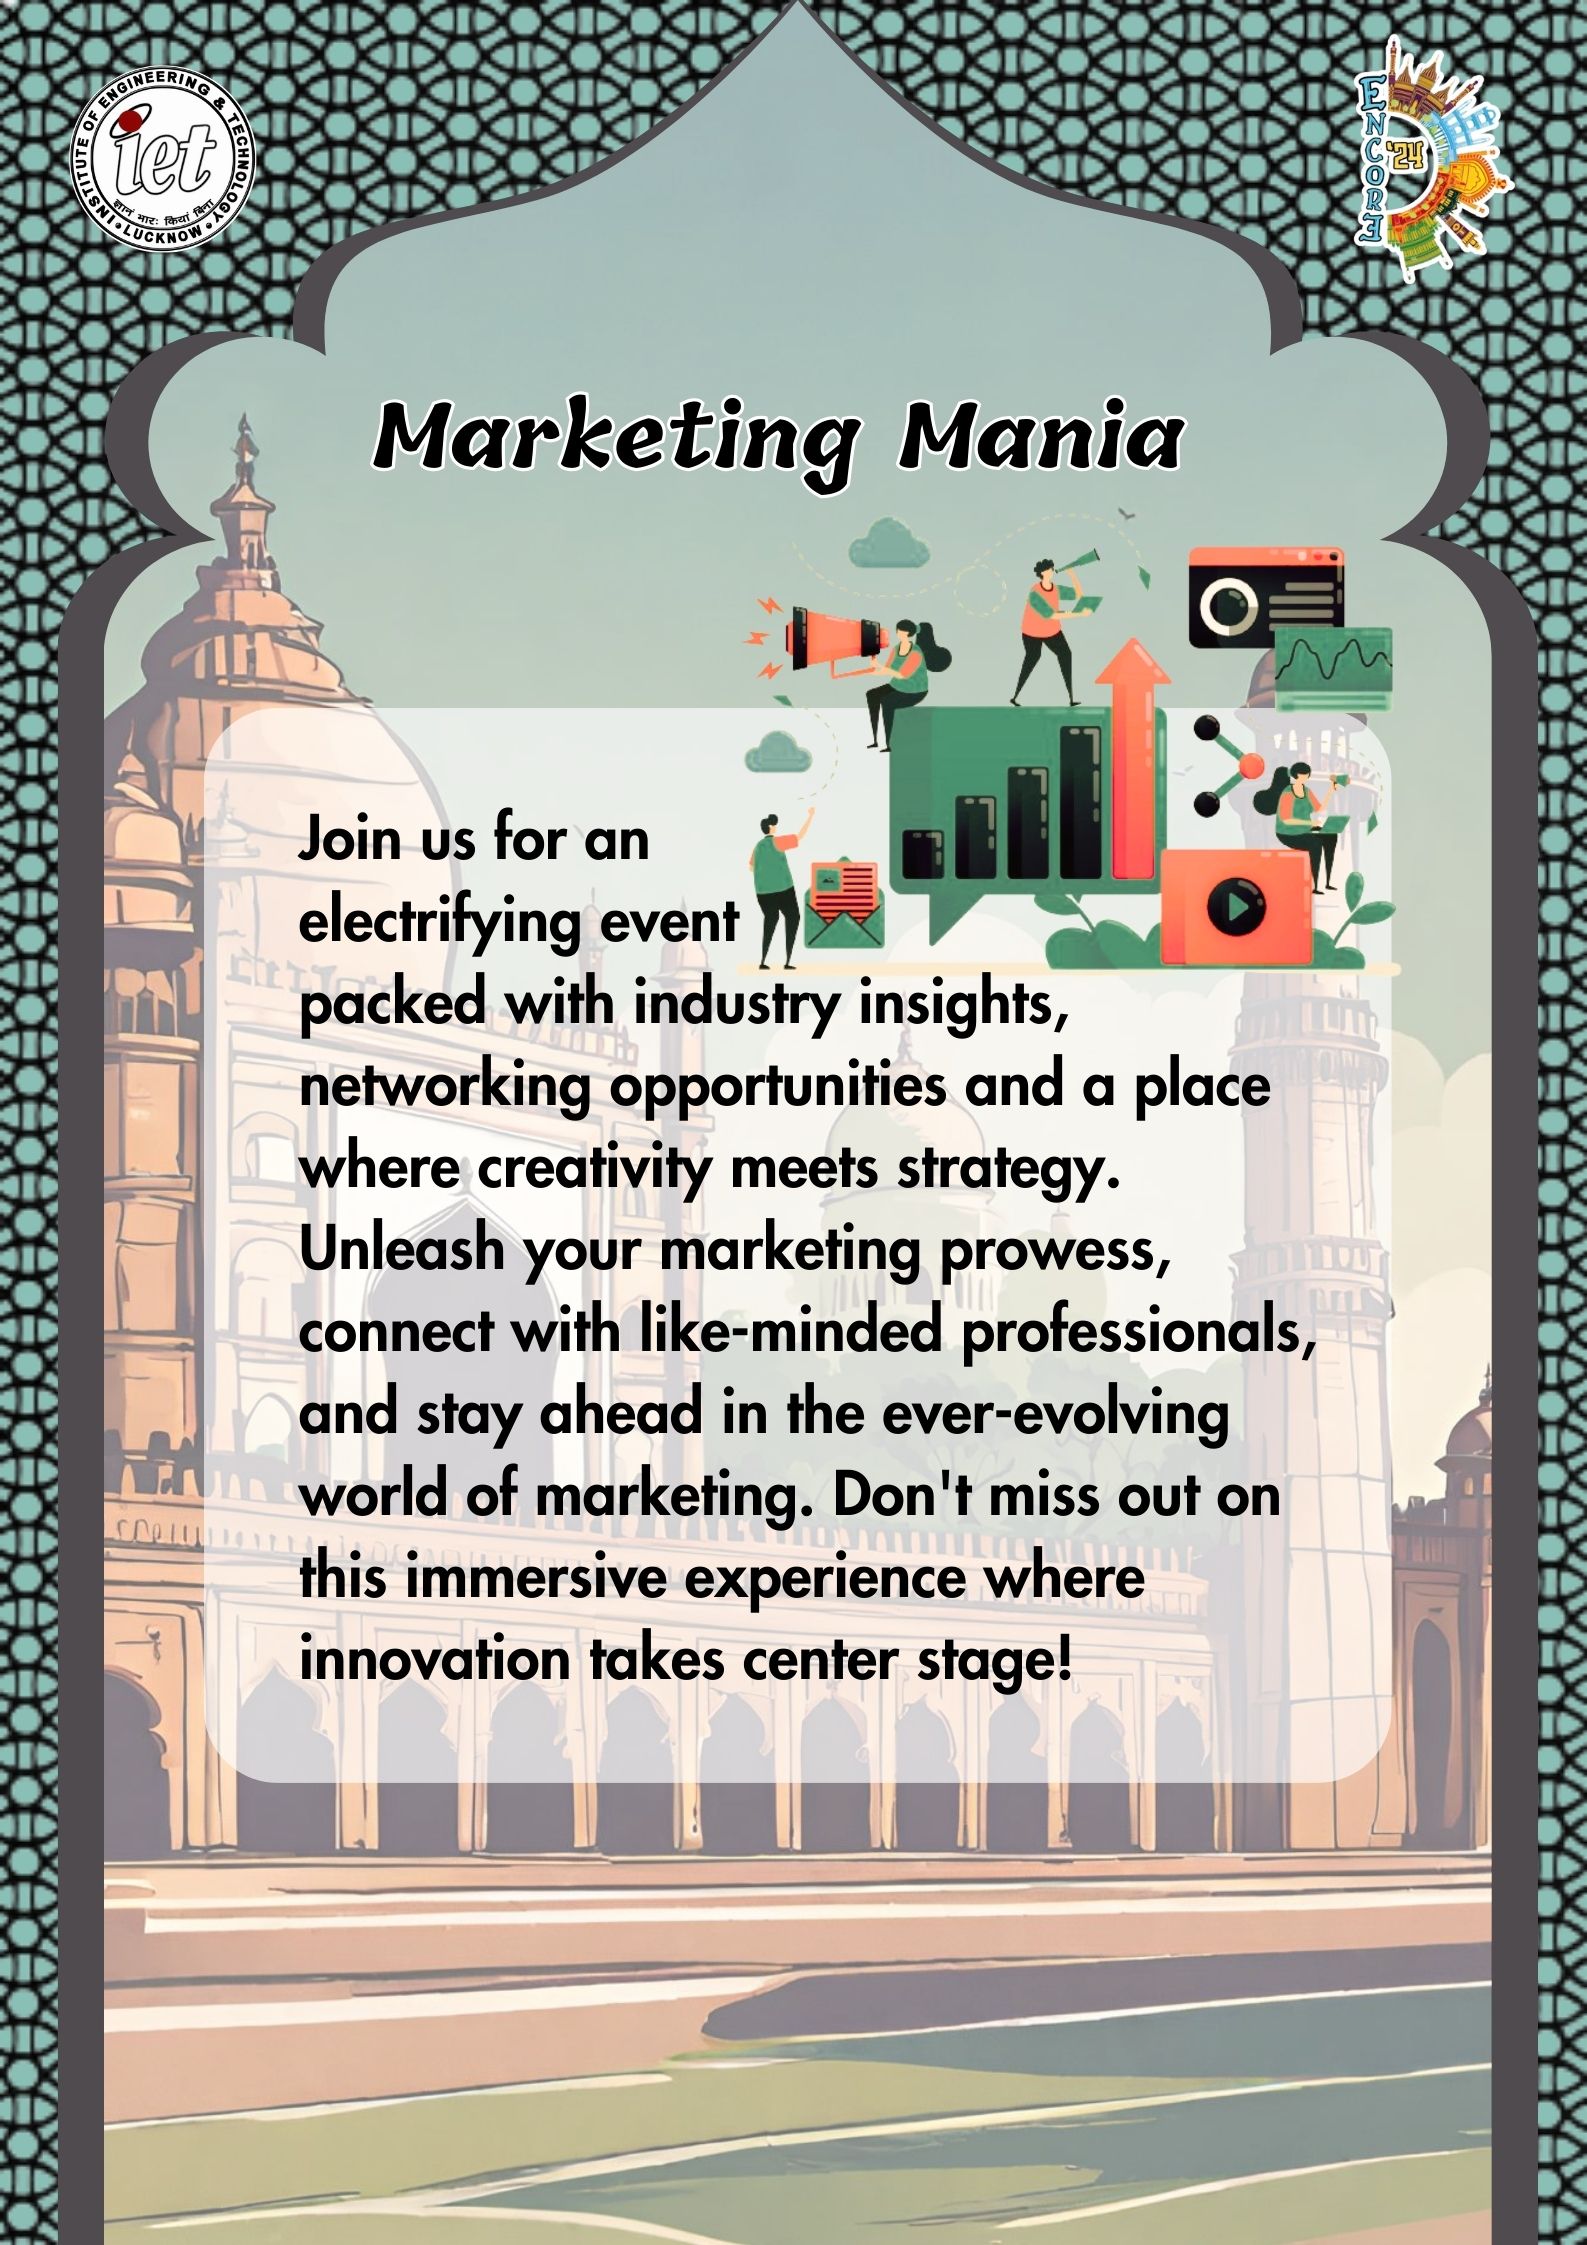 INSTITUTE OF ENGINEERING & TECHNOLOGY
iet
• LUCKNOW •
ENCORE
'24
Marketing Mania
Join us for an
electrifying event
packed with industry insights,
networking opportunities and a place
where creativity meets strategy.
Unleash your marketing prowess,
connect with like-minded professionals,
and stay ahead in the ever-evolving
world of marketing. Don't miss out on
this immersive experience where
innovation takes center stage!